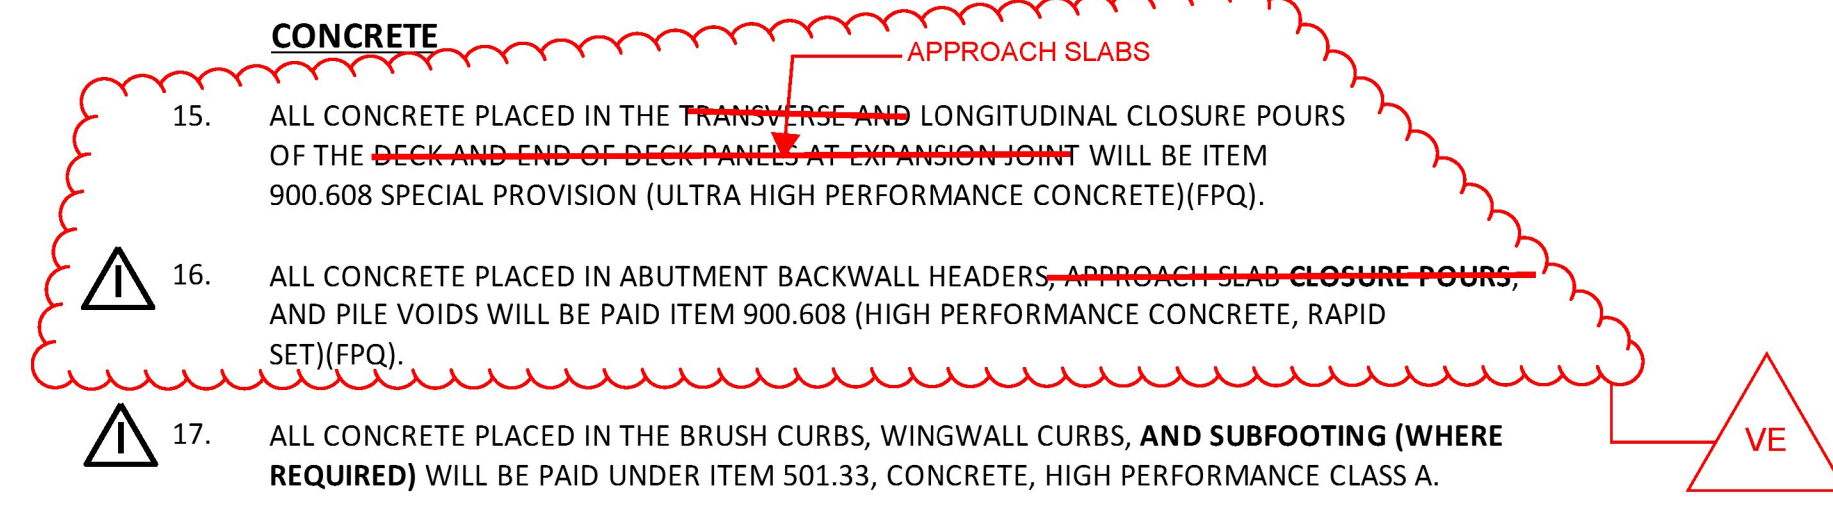 CONCRETE
APPROACH SLABS
15. ALL CONCRETE PLACED IN THE TRANSVERSE AND LONGITUDINAL CLOSURE POURS
OF THE DECK AND END OF DECK PANELS AT EXPANSION JOINT WILL BE ITEM
900.608 SPECIAL PROVISION (ULTRA HIGH PERFORMANCE CONCRETE)(FPQ).
I 16. ALL CONCRETE PLACED IN ABUTMENT BACKWALL HEADERS, APPROACH SLAB CLOSURE POURS,
AND PILE VOIDS WILL BE PAID ITEM 900.608 (HIGH PERFORMANCE CONCRETE, RAPID
SET)(FPQ).
I 17. ALL CONCRETE PLACED IN THE BRUSH CURBS, WINGWALL CURBS, AND SUBFOOTING (WHERE
REQUIRED) WILL BE PAID UNDER ITEM 501.33, CONCRETE, HIGH PERFORMANCE CLASS A.
VE